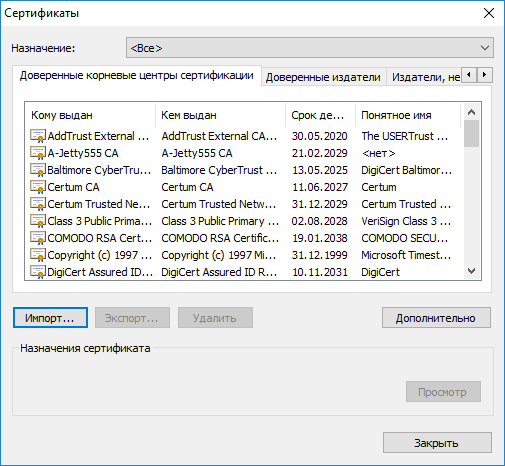 Сертификаты
Назначение: <Все>
Доверенные корневые центры сертификации Доверенные издатели Издатели, не
Кому выдан Кем выдан Срок де... Понятное имя
AddTrust External ... AddTrust External CA... 30.05.2020 The USERTrust ...
A-Jetty555 CA A-Jetty555 CA 21.02.2029 <нет>
Baltimore CyberTru... Baltimore CyberTrust ... 13.05.2025 DigiCert Baltimor...
Certum CA Certum CA 11.06.2027 Certum
Certum Trusted Ne... Certum Trusted Netw... 31.12.2029 Certum Trusted ...
Class 3 Public Prima... Class 3 Public Primary ... 02.08.2028 VeriSign Class 3 ...
COMODO RSA Cert... COMODO RSA Certific... 19.01.2038 COMODO SECU...
Copyright (c) 1997 ... Copyright (c) 1997 Mi... 31.12.1999 Microsoft Timest...
DigiCert Assured ID... DigiCert Assured ID R... 10.11.2031 DigiCert
Импорт... Экспорт... Удалить Дополнительно
Назначения сертификата
Просмотр
Закрыть